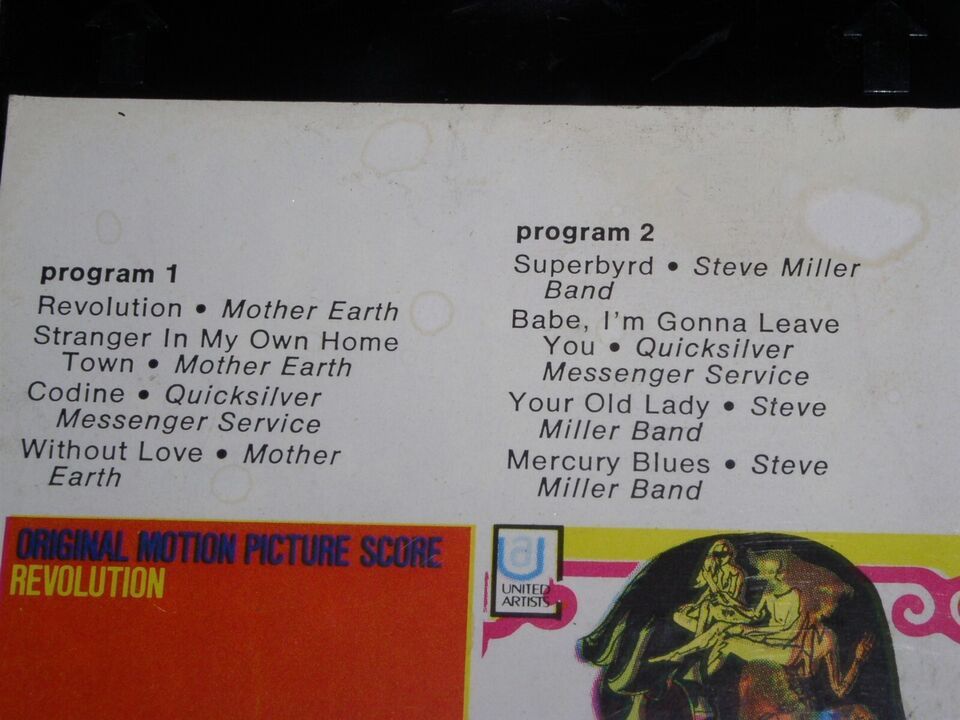 program 1
Revolution • Mother Earth
Stranger In My Own Home
Town • Mother Earth
Codine • Quicksilver
Messenger Service
Without Love • Mother
Earth
program 2
Superbyrd • Steve Miller
Band
Babe, I'm Gonna Leave
You • Quicksilver
Messenger Service
Your Old Lady • Steve
Miller Band
Mercury Blues • Steve
Miller Band
ORIGINAL MOTION PICTURE SCORE
REVOLUTION
ua
UNITED
ARTISTS